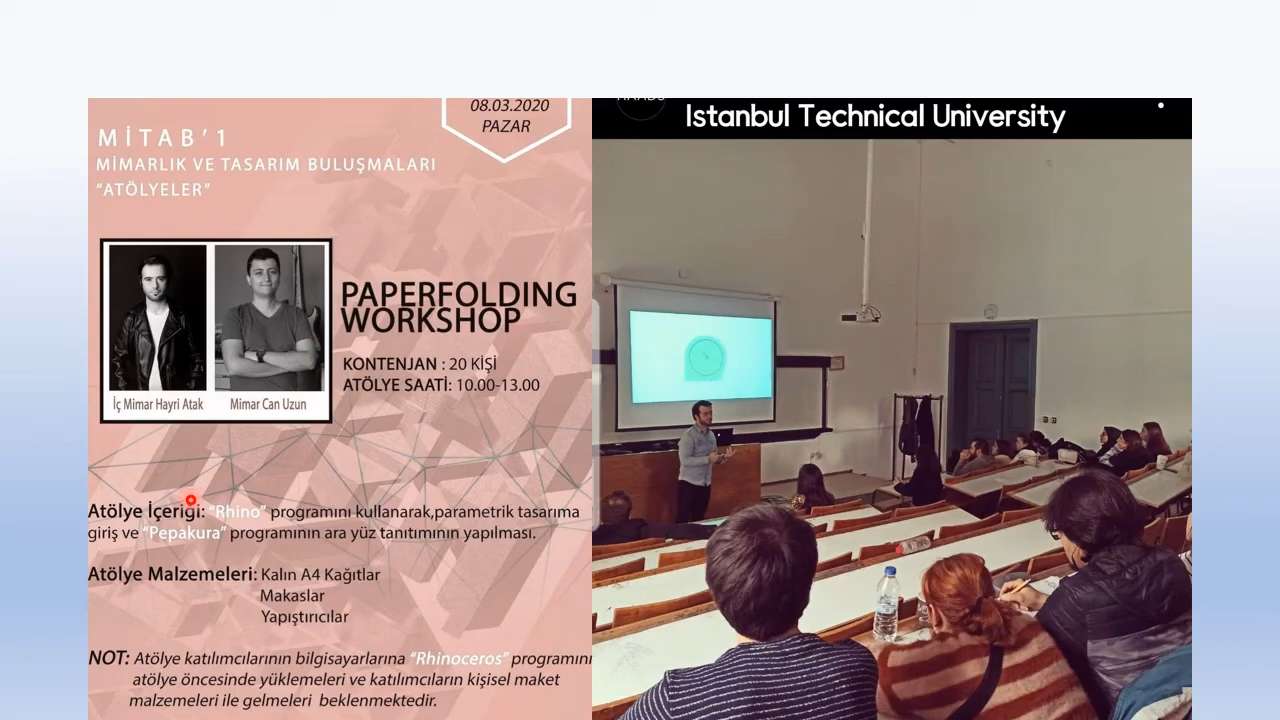 08.03.2020
PAZAR
MİTAB'1
MİMARLIK VE TASARIM BULUŞMALARI
"ATÖLYELER"
İç Mimar Hayri Atak
Mimar Can Uzun
PAPERFOLDING
WORKSHOP
KONTENJAN : 20 KİŞİ
ATÖLYE SAATİ: 10.00-13.00
Atölye İçeriği: "Rhino" programını kullanarak,parametrik tasarıma
giriş ve "Pepakura" programının ara yüz tanıtımının yapılması.
Atölye Malzemeleri: Kalın A4 Kağıtlar
Makaslar
Yapıştırıcılar
NOT: Atölye katılımcılarının bilgisayarlarına "Rhinoceros" programını
atölye öncesinde yüklemeleri ve katılımcıların kişisel maket
malzemeleri ile gelmeleri beklenmektedir.
Istanbul Technical University